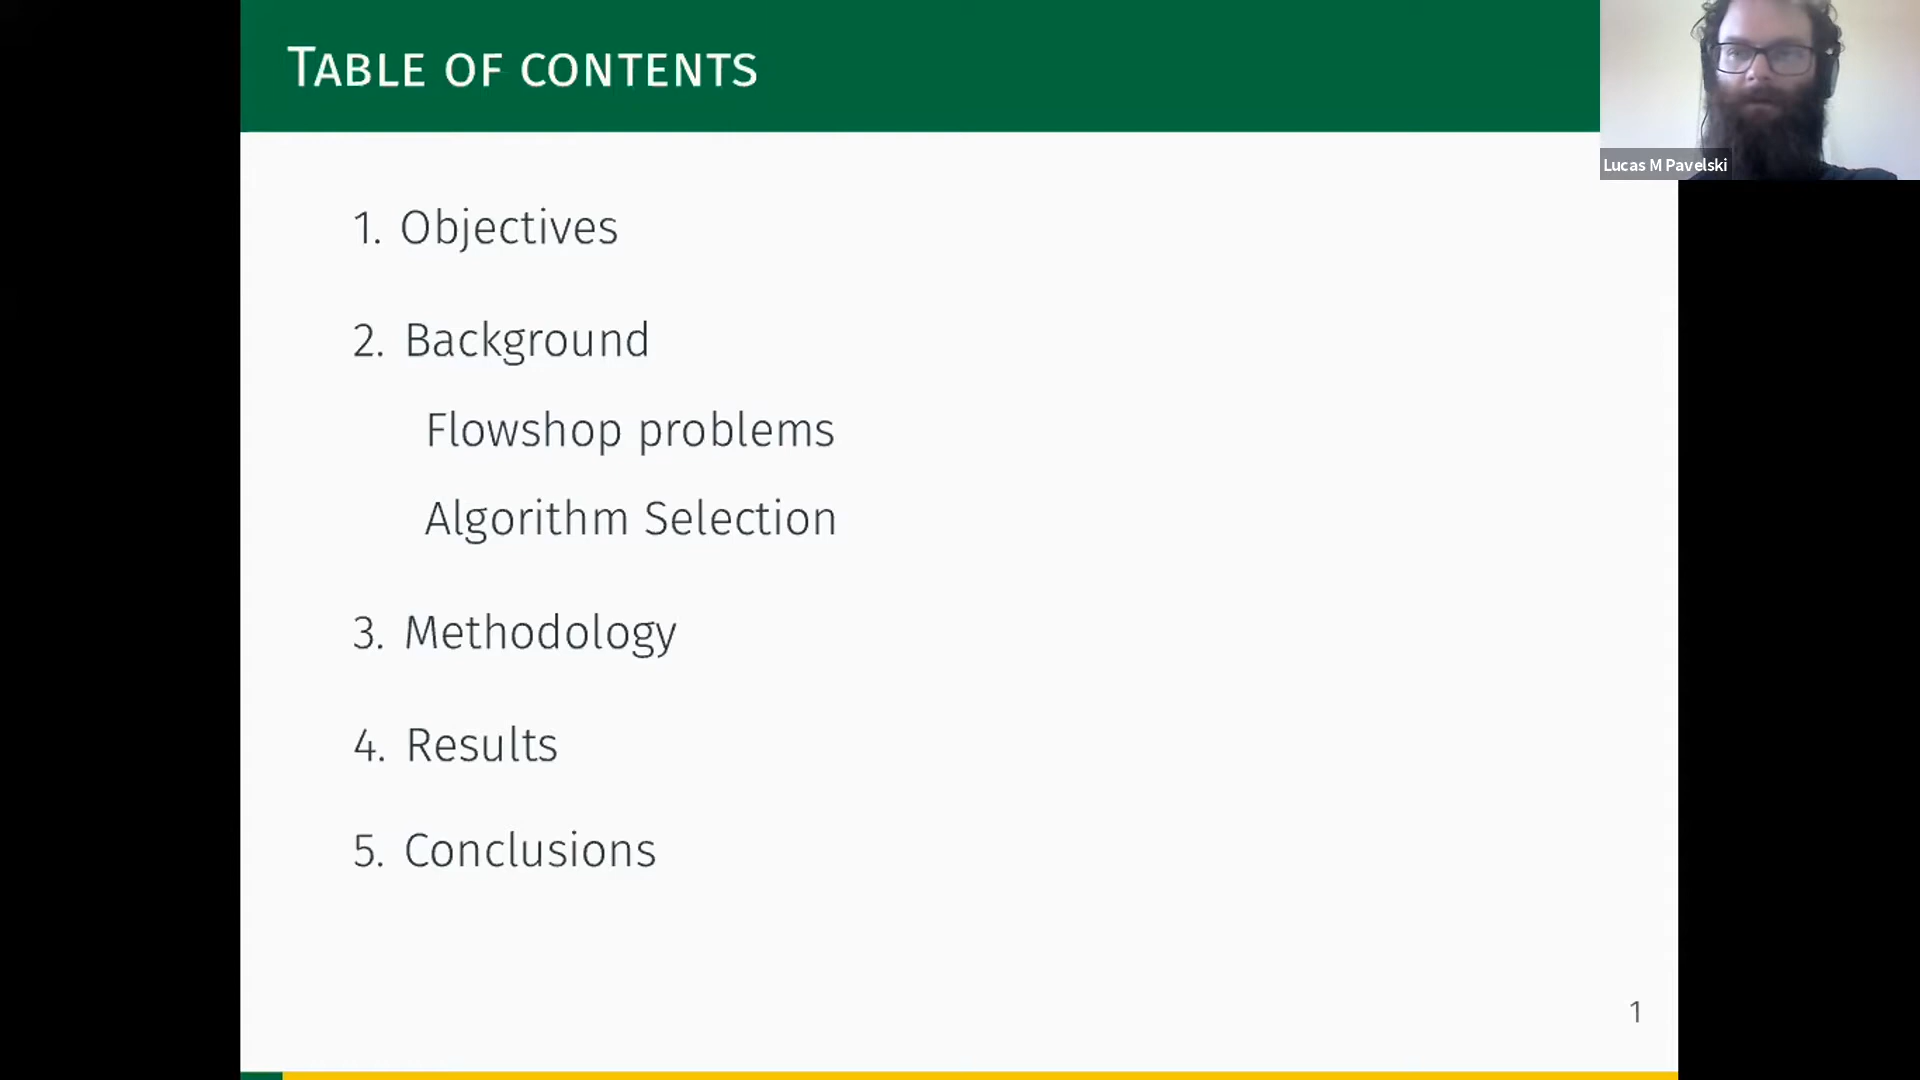 Table of contents
Lucas M Pavelski
1. Objectives
2. Background
Flowshop problems
Algorithm Selection
3. Methodology
4. Results
5. Conclusions
1